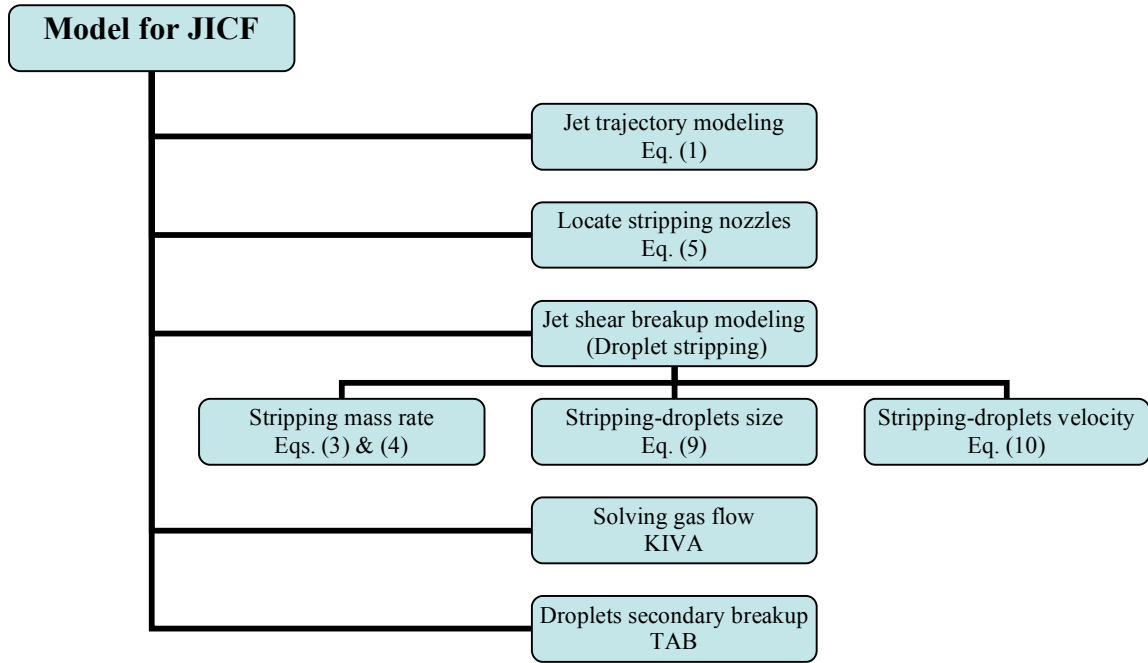 Model for JICF
Jet trajectory modeling
Eq. (1)
Locate stripping nozzles
Eq. (5)
Jet shear breakup modeling
(Droplet stripping)
Stripping mass rate
Eqs. (3) & (4)
Stripping-droplets size
Eq. (9)
Stripping-droplets velocity
Eq. (10)
Solving gas flow
KIVA
Droplets secondary breakup
TAB